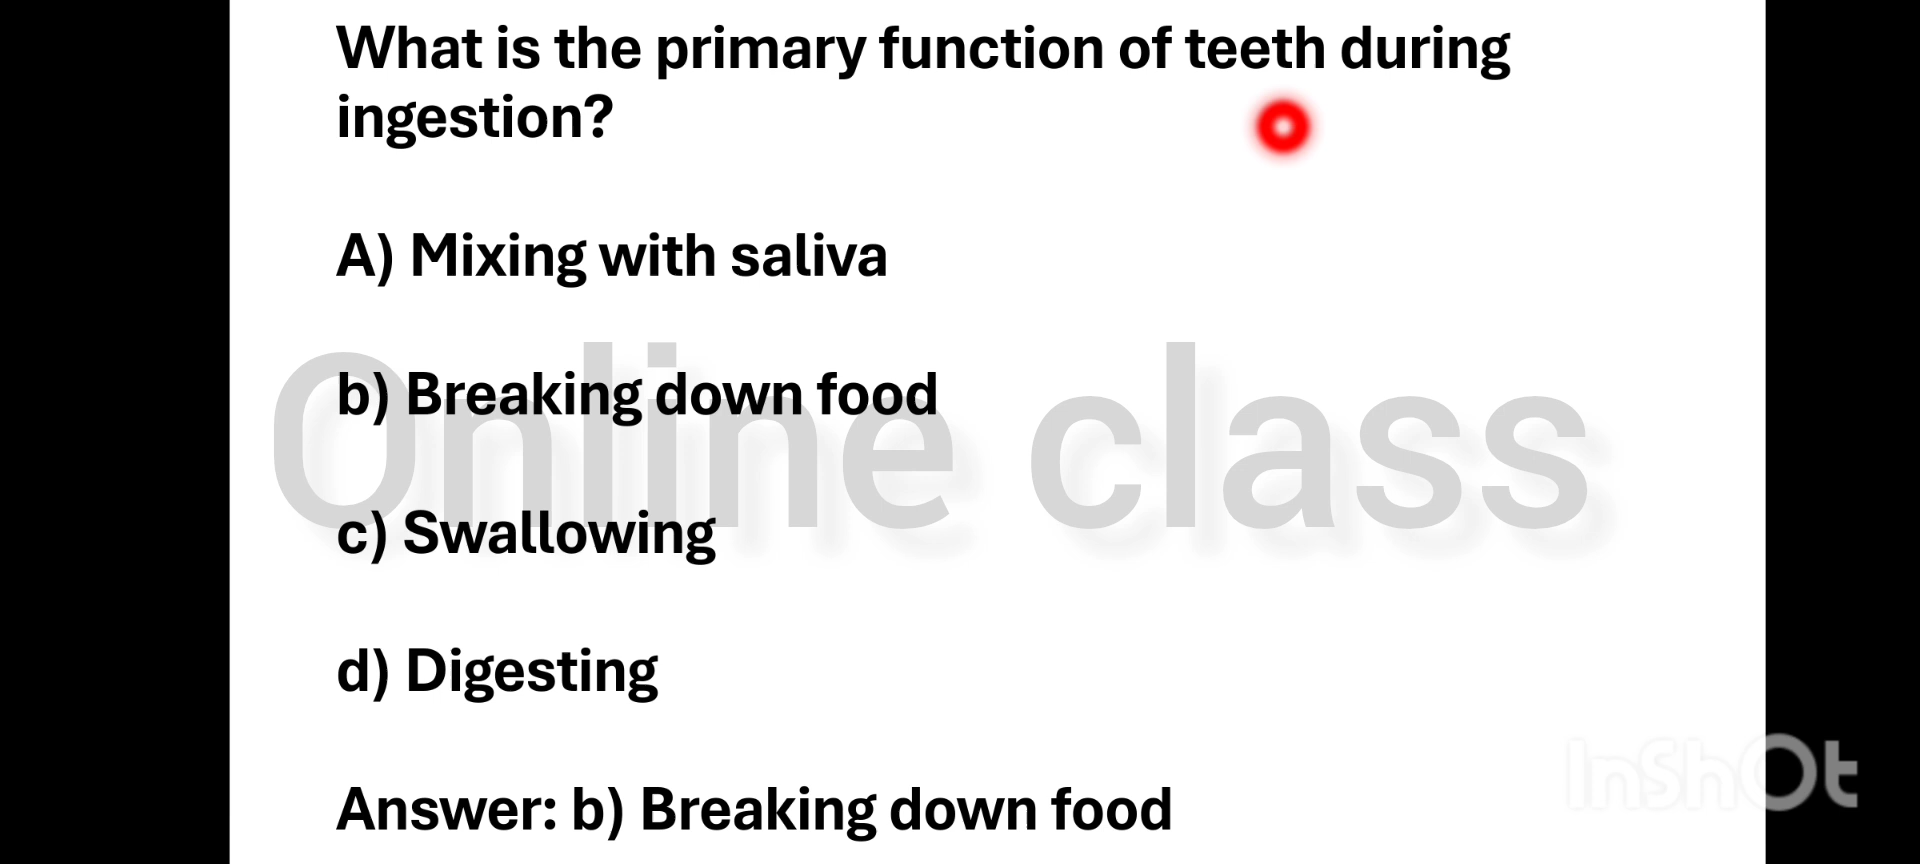 What is the primary function of teeth during
ingestion?
A) Mixing with saliva
b) Breaking down food
Online class
c) Swallowing
d) Digesting
InShOt
Answer: b) Breaking down food